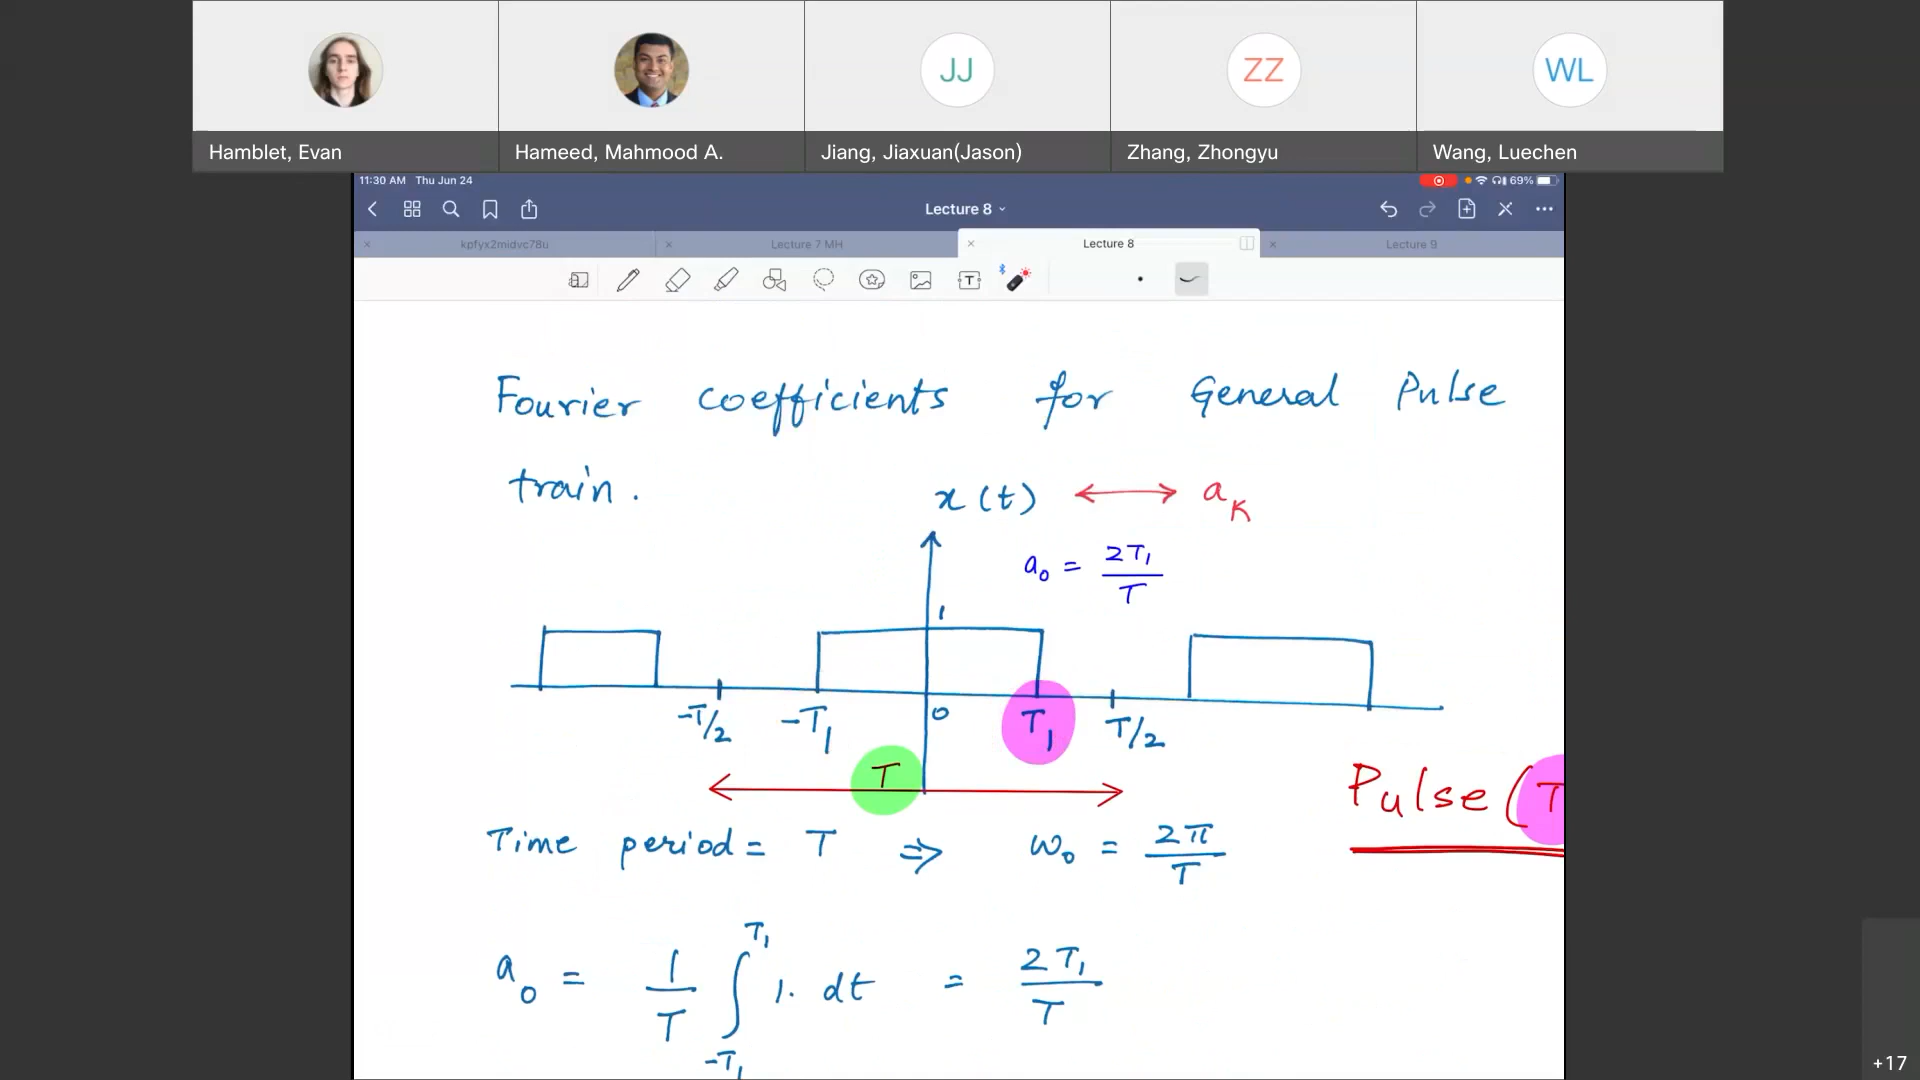 JJ ZZ WL
Hamblet, Evan Hameed, Mahmood A. Jiang, Jiaxuan(Jason) Zhang, Zhongyu Wang, Luechen
11:30 AM Thu Jun 24 69%
Lecture 8
kpfyx2midvc78u Lecture 7 MH Lecture 8 Lecture 9
Fourier coefficients for General Pulse
train.
x(t) ↔ a_K
a_0 = 2T_1/T
1
-T/2 -T_1 0 T_1 T/2
T
Pulse (T
Time period = T ⇒ ω_0 = 2π/T
a_0 = 1/T ∫_{-T_1}^{T_1} 1. dt = 2T_1/T
+17